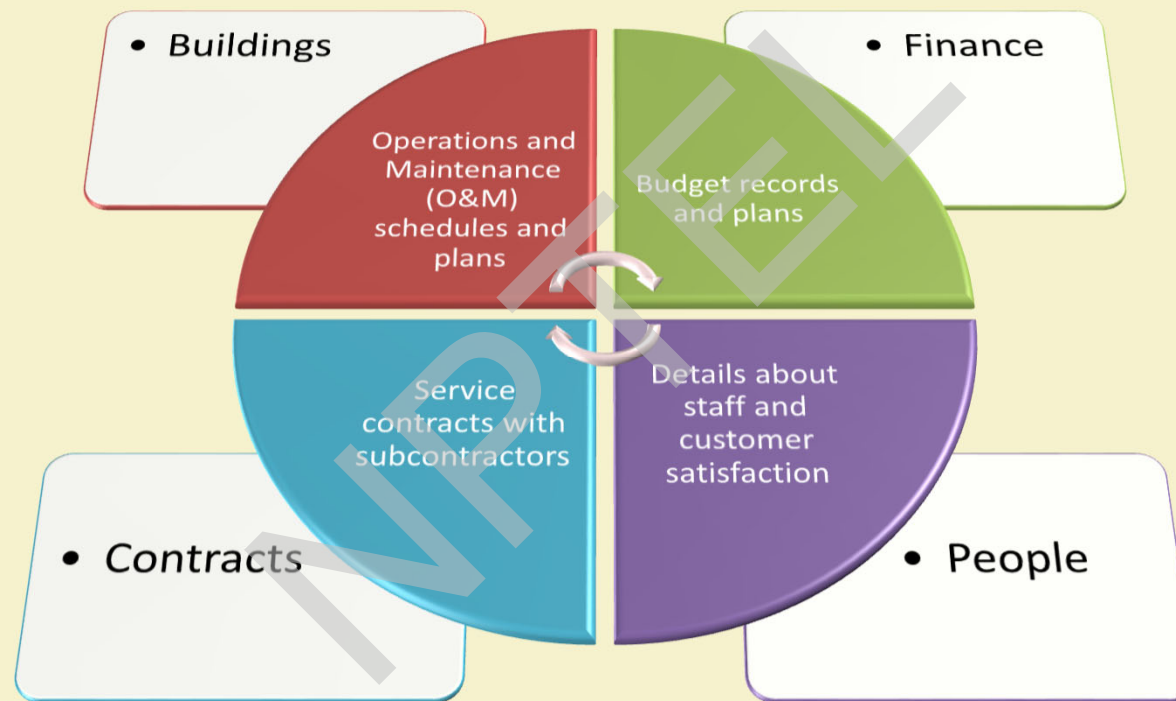 • Buildings
• Finance
Operations and
Maintenance
(O&M)
schedules and
plans
Budget records
and plans
Service
contracts with
subcontractors
Details about
staff and
customer
satisfaction
• Contracts
• People
NPTEL